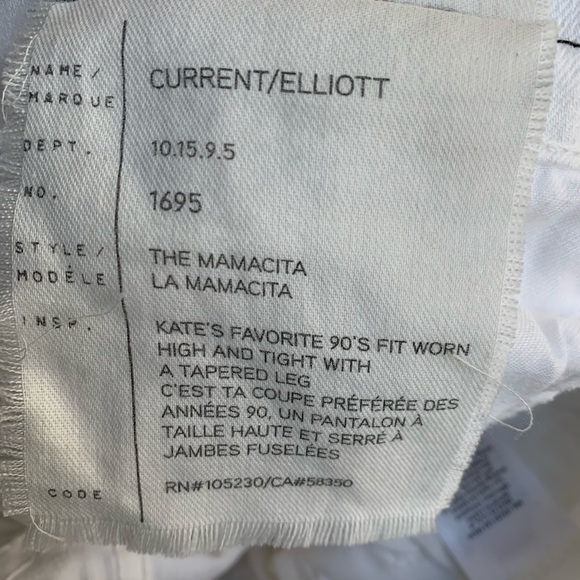 NAME / CURRENT/ELLIOTT
MARQUE
DEPT. 10.15.9.5
NO. 1695
STYLE / THE MAMACITA
MODÈLE LA MAMACITA
INSP. KATE'S FAVORITE 90'S FIT WORN
HIGH AND TIGHT WITH
A TAPERED LEG
C'EST TA COUPE PRÉFÉRÉE DES
ANNÉES 90, UN PANTALON À
TAILLE HAUTE ET SERRÉ À
JAMBES FUSELÉES
CODE RN#105230/CA#58350